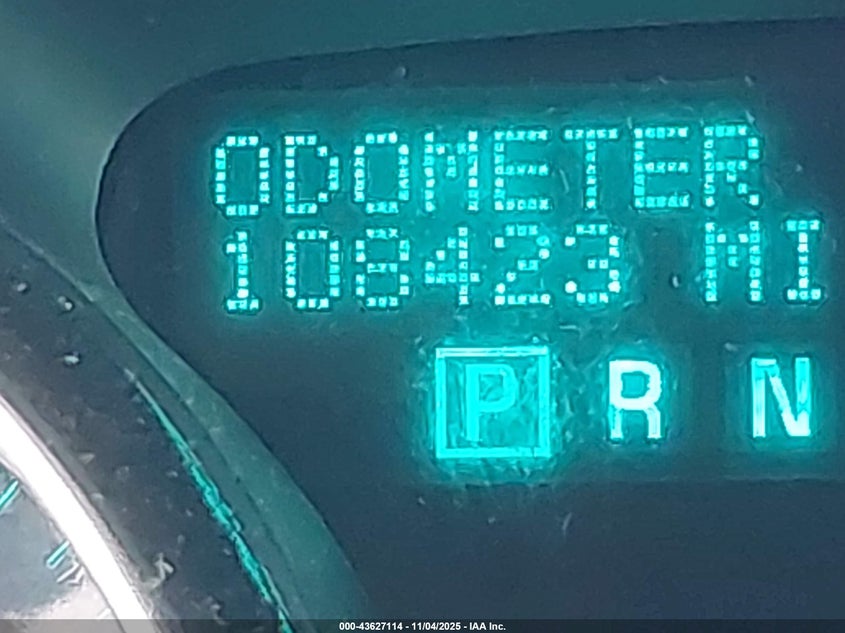 ODOMETER
108423 MI
P R N
000-43627114 - 11/04/2025 - IAA Inc.